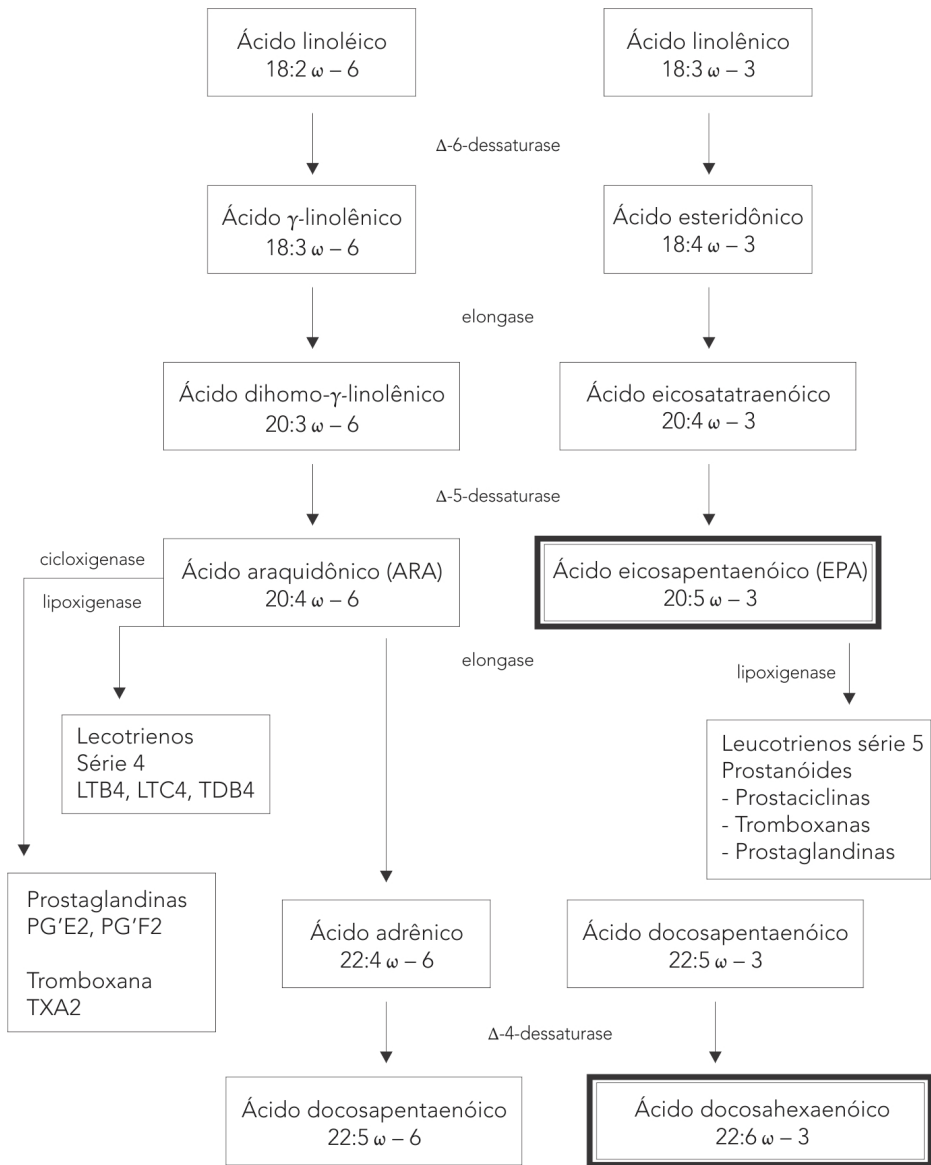 Ácido linoléico
18:2 ω – 6
Ácido linolênico
18:3 ω – 3
Δ-6-dessaturase
Ácido γ-linolênico
18:3 ω – 6
Ácido esteridônico
18:4 ω – 3
elongase
Ácido dihomo-γ-linolênico
20:3 ω – 6
Ácido eicosatatraenóico
20:4 ω – 3
Δ-5-dessaturase
cicloxigenase
lipoxigenase
Ácido araquidônico (ARA)
20:4 ω – 6
Ácido eicosapentaenóico (EPA)
20:5 ω – 3
elongase
lipoxigenase
Lecotrienos
Série 4
LTB4, LTC4, TDB4
Leucotrienos série 5
Prostanóides
- Prostaciclinas
- Tromboxanas
- Prostaglandinas
Prostaglandinas
PG’E2, PG’F2
Tromboxana
TXA2
Ácido adrênico
22:4 ω – 6
Ácido docosapentaenóico
22:5 ω – 3
Δ-4-dessaturase
Ácido docosapentaenóico
22:5 ω – 6
Ácido docosahexaenóico
22:6 ω – 3